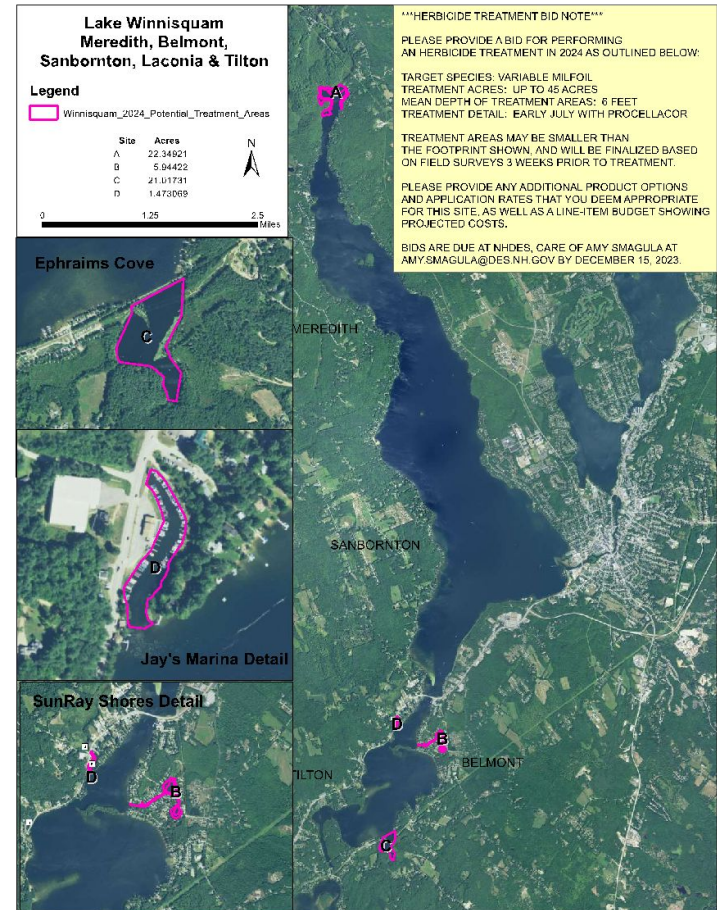 Lake Winnisquam
Meredith, Belmont,
Sanbornton, Laconia & Tilton
Legend
Winnisquam_2024_Potential_Treatment_Areas
Site Acres
A 22.34921
B 5.94422
C 21.01731
D 1.473069
N
0 1.25 2.5
Miles
***HERBICIDE TREATMENT BID NOTE***
PLEASE PROVIDE A BID FOR PERFORMING
AN HERBICIDE TREATMENT IN 2024 AS OUTLINED BELOW:
TARGET SPECIES: VARIABLE MILFOIL
TREATMENT ACRES: UP TO 45 ACRES
MEAN DEPTH OF TREATMENT AREAS: 6 FEET
TREATMENT DETAIL: EARLY JULY WITH PROCELLACOR
TREATMENT AREAS MAY BE SMALLER THAN
THE FOOTPRINT SHOWN, AND WILL BE FINALIZED BASED
ON FIELD SURVEYS 3 WEEKS PRIOR TO TREATMENT.
PLEASE PROVIDE ANY ADDITIONAL PRODUCT OPTIONS
AND APPLICATION RATES THAT YOU DEEM APPROPRIATE
FOR THIS SITE, AS WELL AS A LINE-ITEM BUDGET SHOWING
PROJECTED COSTS.
BIDS ARE DUE AT NHDES, CARE OF AMY SMAGULA AT
AMY.SMAGULA@DES.NH.GOV BY DECEMBER 15, 2023.
A
Ephraims Cove
C
MEREDITH
D
Jay's Marina Detail
SANBORNTON
SunRay Shores Detail
D
B
D
B
BELMONT
TILTON
C